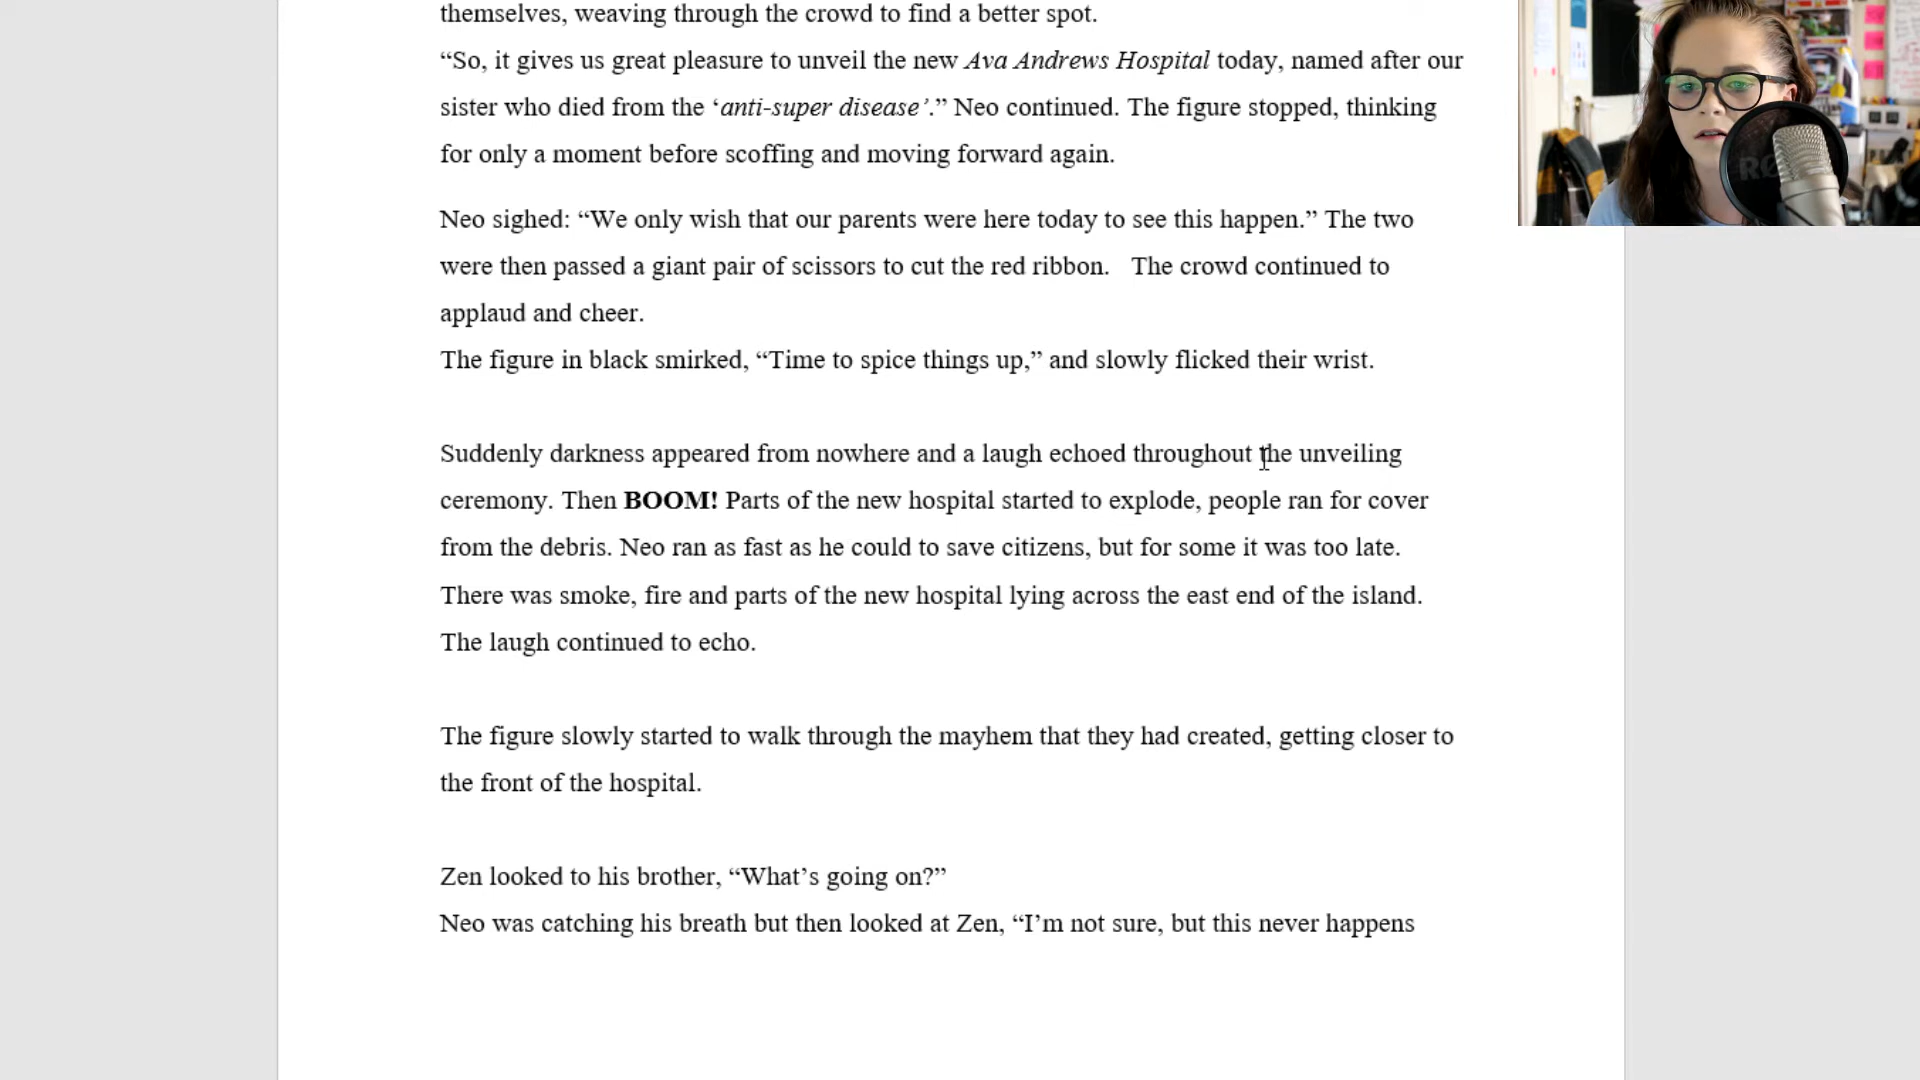 themselves, weaving through the crowd to find a better spot.
“So, it gives us great pleasure to unveil the new Ava Andrews Hospital today, named after our
sister who died from the ‘anti-super disease’.” Neo continued. The figure stopped, thinking
for only a moment before scoffing and moving forward again.
Neo sighed: “We only wish that our parents were here today to see this happen.” The two
were then passed a giant pair of scissors to cut the red ribbon.   The crowd continued to
applaud and cheer.
The figure in black smirked, “Time to spice things up,” and slowly flicked their wrist.
Suddenly darkness appeared from nowhere and a laugh echoed throughout the unveiling
ceremony. Then BOOM! Parts of the new hospital started to explode, people ran for cover
from the debris. Neo ran as fast as he could to save citizens, but for some it was too late.
There was smoke, fire and parts of the new hospital lying across the east end of the island.
The laugh continued to echo.
The figure slowly started to walk through the mayhem that they had created, getting closer to
the front of the hospital.
Zen looked to his brother, “What’s going on?”
Neo was catching his breath but then looked at Zen, “I’m not sure, but this never happens